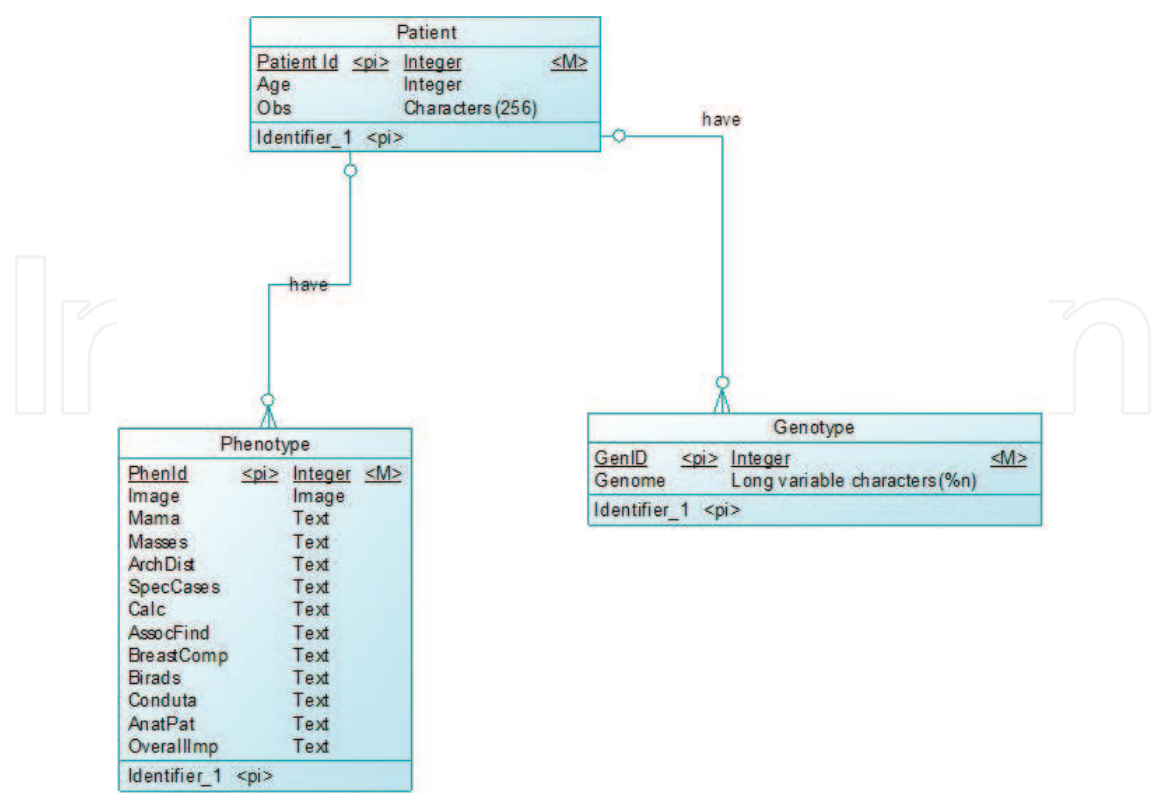 Patient
Patient Id <pi> Integer <M>
Age Integer
Obs Characters (256)
Identifier_1 <pi>
have
have
Phenotype
PhenId <pi> Integer <M>
Image Image
Mama Text
Masses Text
ArchDist Text
SpecCases Text
Calc Text
AssocFind Text
BreastComp Text
Birads Text
Conduta Text
AnatPat Text
OverallImp Text
Identifier_1 <pi>
Genotype
GenID <pi> Integer <M>
Genome Long variable characters (%n)
Identifier_1 <pi>